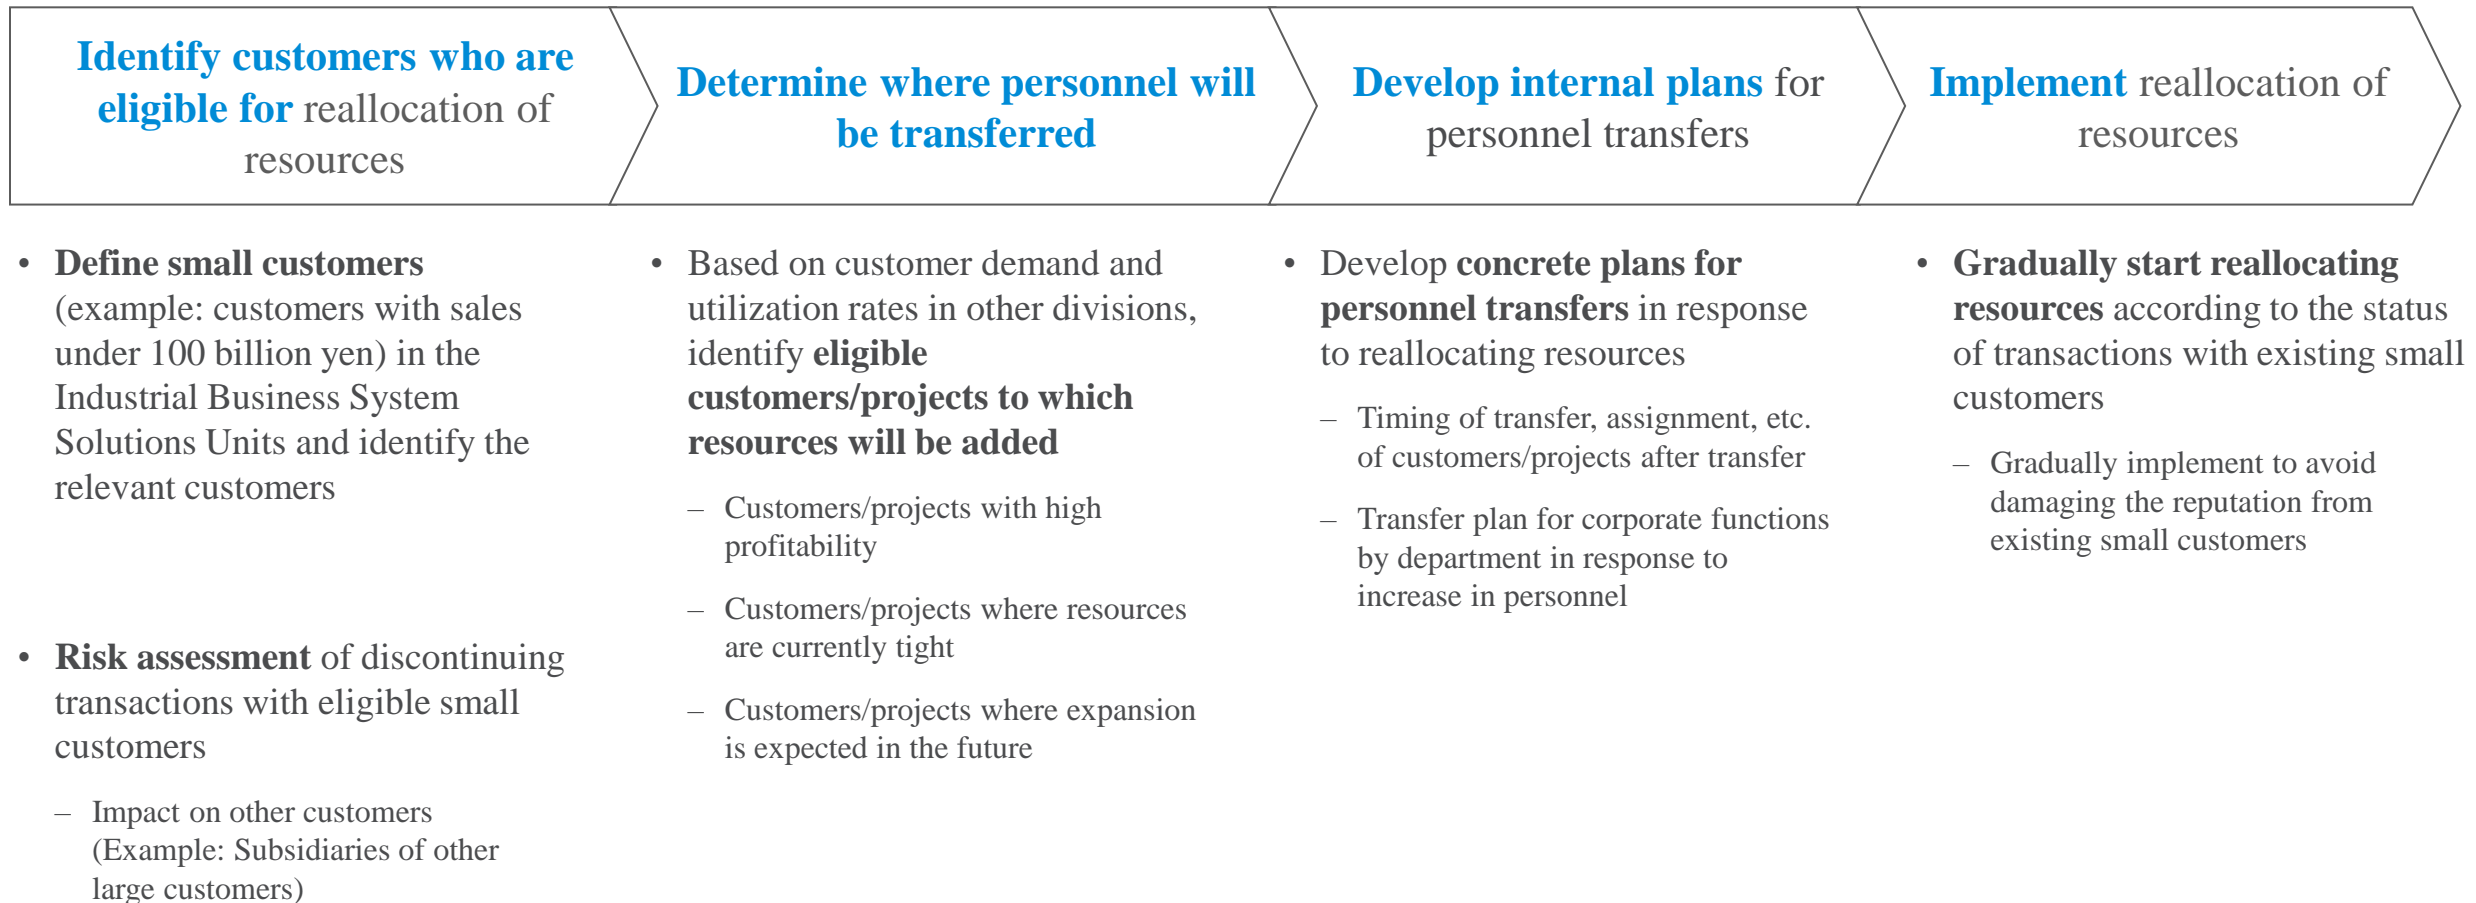 Identify customers who are
eligible for reallocation of
resources
Determine where personnel will
be transferred
Develop internal plans for
personnel transfers
Implement reallocation of
resources
• Define small customers
(example: customers with sales
under 100 billion yen) in the
Industrial Business System
Solutions Units and identify the
relevant customers
• Risk assessment of discontinuing
transactions with eligible small
customers
– Impact on other customers
(Example: Subsidiaries of other
large customers)
• Based on customer demand and
utilization rates in other divisions,
identify eligible
customers/projects to which
resources will be added
– Customers/projects with high
profitability
– Customers/projects where resources
are currently tight
– Customers/projects where expansion
is expected in the future
• Develop concrete plans for
personnel transfers in response
to reallocating resources
– Timing of transfer, assignment, etc.
of customers/projects after transfer
– Transfer plan for corporate functions
by department in response to
increase in personnel
• Gradually start reallocating
resources according to the status
of transactions with existing small
customers
– Gradually implement to avoid
damaging the reputation from
existing small customers